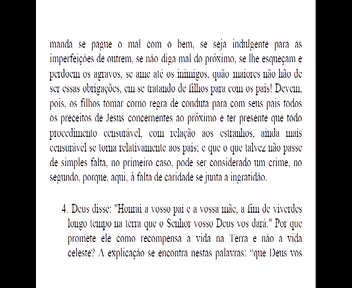 manda se pague o mal com o bem, se seja indulgente para as
imperfeições de outrem, se não diga mal do próximo, se lhe esqueçam e
perdoem os agravos, se ame até os inimigos, quão maiores não hão de
ser essas obrigações, em se tratando de filhos para com os pais! Devem,
pois, os filhos tomar como regra de conduta para com seus pais todos
os preceitos de Jesus concernentes ao próximo e ter presente que todo
procedimento censurável, com relação aos estranhos, ainda mais
censurável se torna relativamente aos pais; e que o que talvez não passe
de simples falta, no primeiro caso, pode ser considerado um crime, no
segundo, porque, aqui, à falta de caridade se junta a ingratidão.
4. Deus disse: "Honrai a vosso pai e a vossa mãe, a fim de viverdes
longo tempo na terra que o Senhor vosso Deus vos dará." Por que
promete ele como recompensa a vida na Terra e não a vida
celeste? A explicação se encontra nestas palavras: "que Deus vos